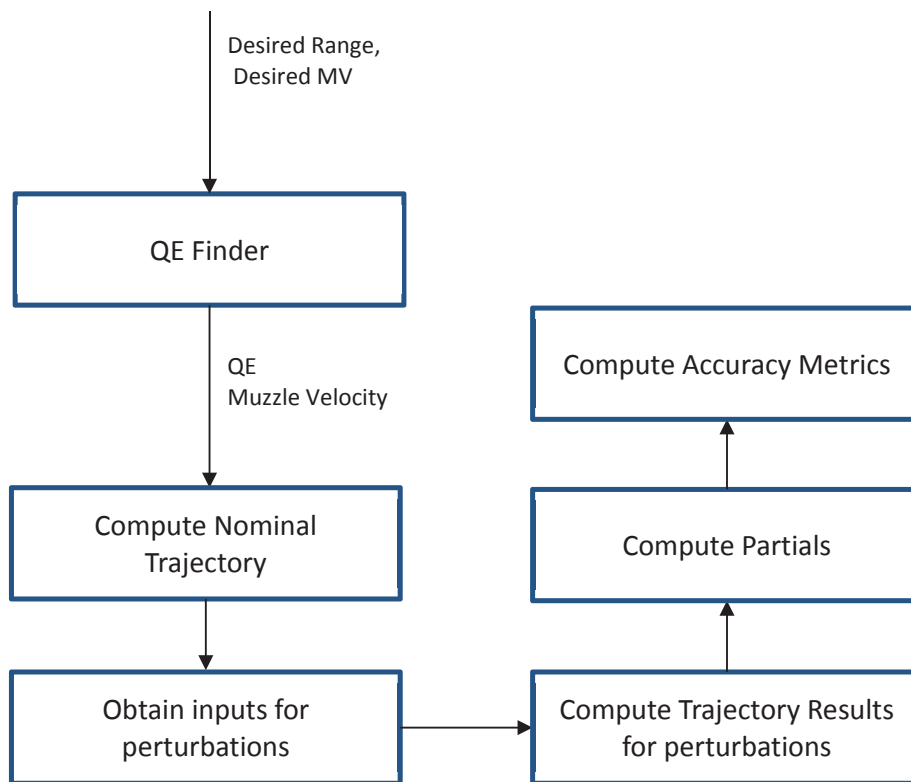 Desired Range,
Desired MV
QE Finder
QE
Muzzle Velocity
Compute Nominal
Trajectory
Obtain inputs for
perturbations
Compute Trajectory Results
for perturbations
Compute Partials
Compute Accuracy Metrics